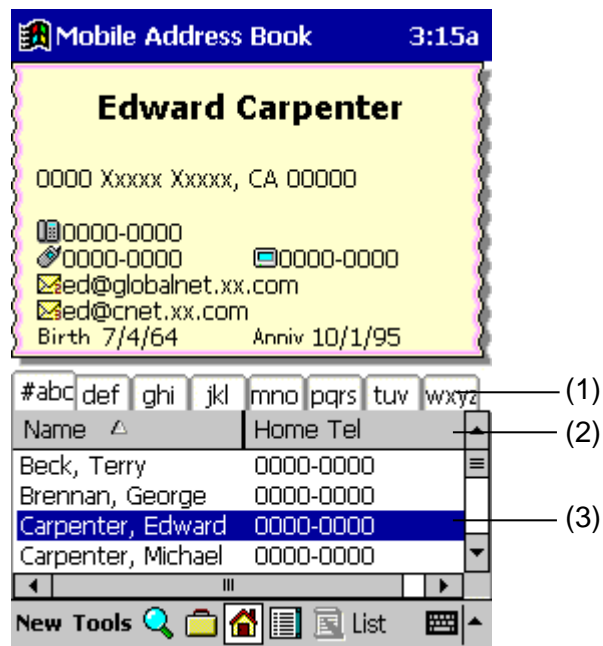 Mobile Address Book 3:15a
Edward Carpenter
0000 Xxxxx Xxxxx, CA 00000
0000-0000
0000-0000 0000-0000
ed@globalnet.xx.com
ed@cnet.xx.com
Birth 7/4/64 Anniv 10/1/95
#abc def ghi jkl mno pqrs tuv wxyz (1)
Name Home Tel (2)
Beck, Terry 0000-0000
Brennan, George 0000-0000
Carpenter, Edward 0000-0000 (3)
Carpenter, Michael 0000-0000
New Tools List